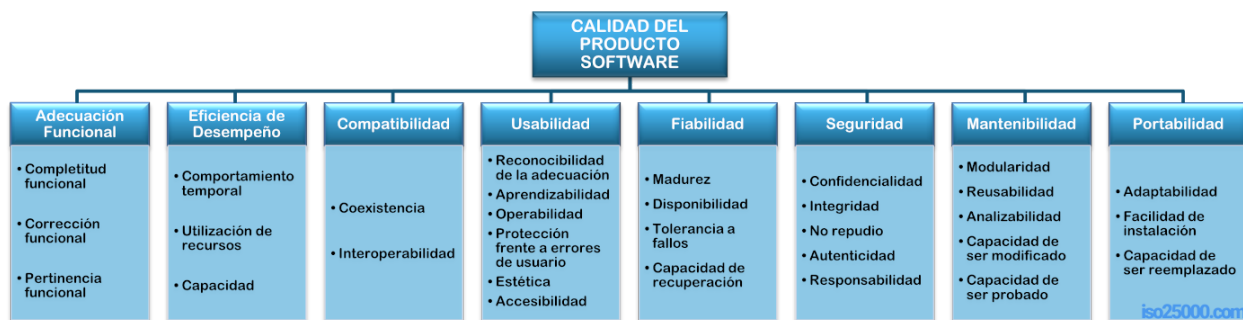 CALIDAD DEL
PRODUCTO
SOFTWARE
Adecuación
Funcional
• Completitud
funcional
• Corrección
funcional
• Pertinencia
funcional
Eficiencia de
Desempeño
• Comportamiento
temporal
• Utilización de
recursos
• Capacidad
Compatibilidad
• Coexistencia
• Interoperabilidad
Usabilidad
• Reconocibilidad
de la adecuación
• Aprendizabilidad
• Operabilidad
• Protección
frente a errores
de usuario
• Estética
• Accesibilidad
Fiabilidad
• Madurez
• Disponibilidad
• Tolerancia a
fallos
• Capacidad de
recuperación
Seguridad
• Confidencialidad
• Integridad
• No repudio
• Autenticidad
• Responsabilidad
Mantenibilidad
• Modularidad
• Reusabilidad
• Analizabilidad
• Capacidad de
ser modificado
• Capacidad de
ser probado
Portabilidad
• Adaptabilidad
• Facilidad de
instalación
• Capacidad de
ser reemplazado
iso25000.com